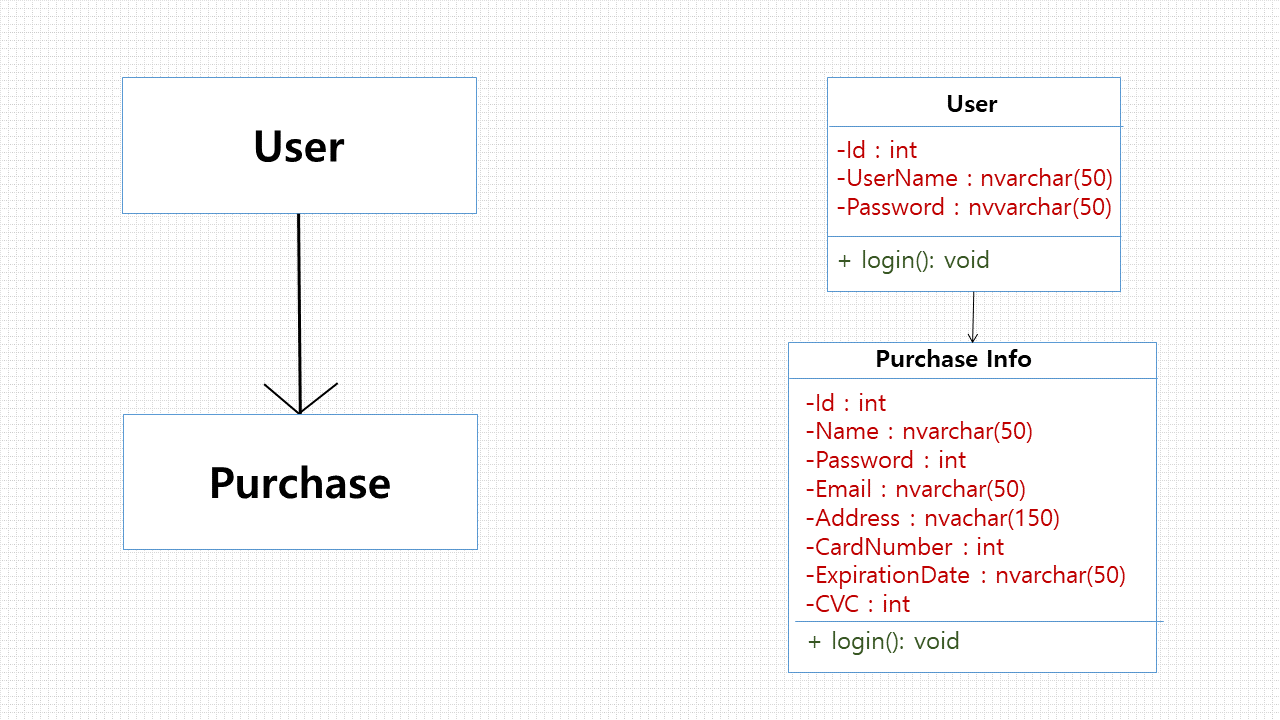 User
Purchase
User
-Id : int
-UserName : nvarchar(50)
-Password : nvvarchar(50)
+ login(): void
Purchase Info
-Id : int
-Name : nvarchar(50)
-Password : int
-Email : nvarchar(50)
-Address : nvachar(150)
-CardNumber : int
-ExpirationDate : nvarchar(50)
-CVC : int
+ login(): void